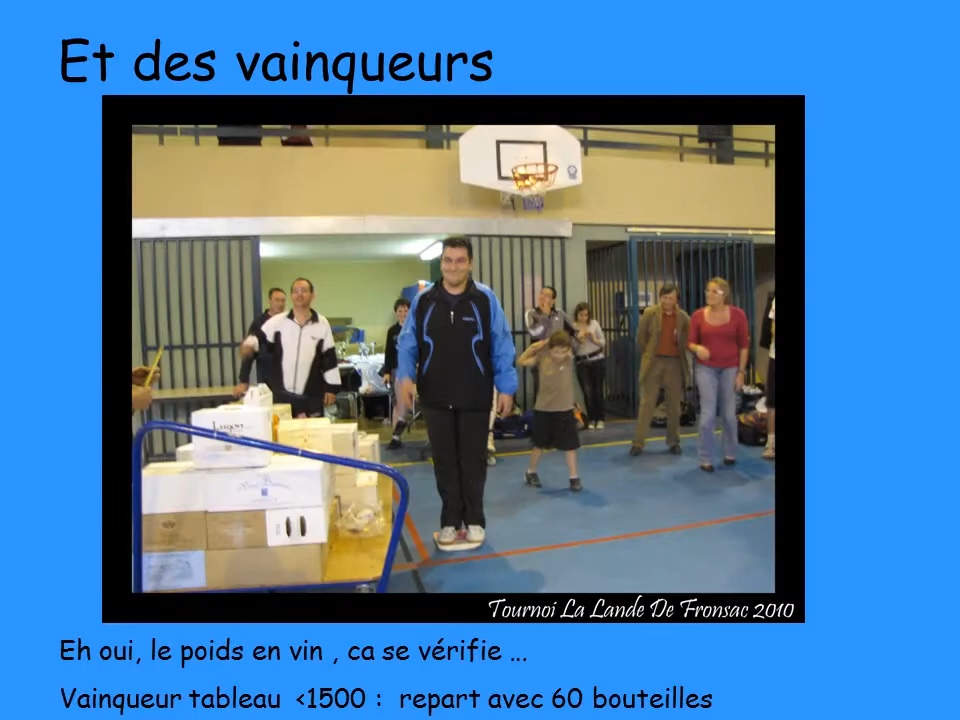 Et des vainqueurs
Tournoi La Lande De Fronsac 2010
Eh oui, le poids en vin , ca se vérifie ...
Vainqueur tableau <1500 : repart avec 60 bouteilles